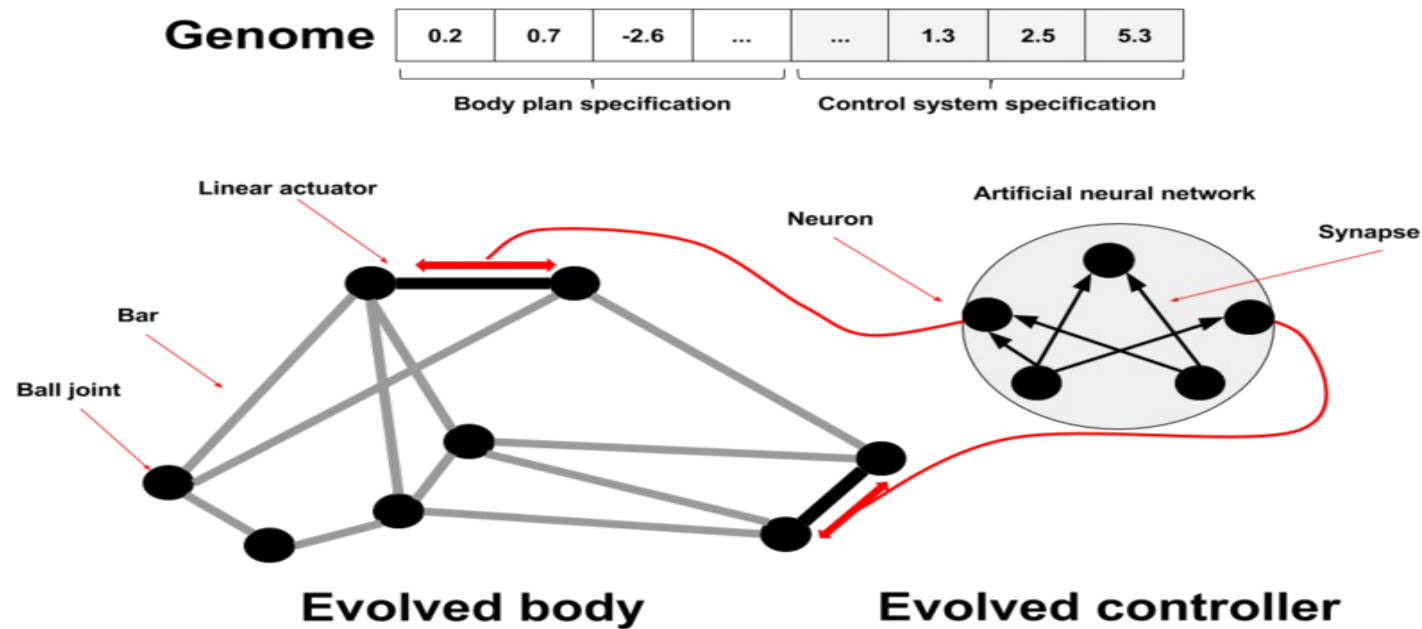 Genome 0.2 0.7 -2.6 ... ... 1.3 2.5 5.3
Body plan specification Control system specification
Linear actuator
Artificial neural network
Neuron
Synapse
Bar
Ball joint
Evolved body Evolved controller